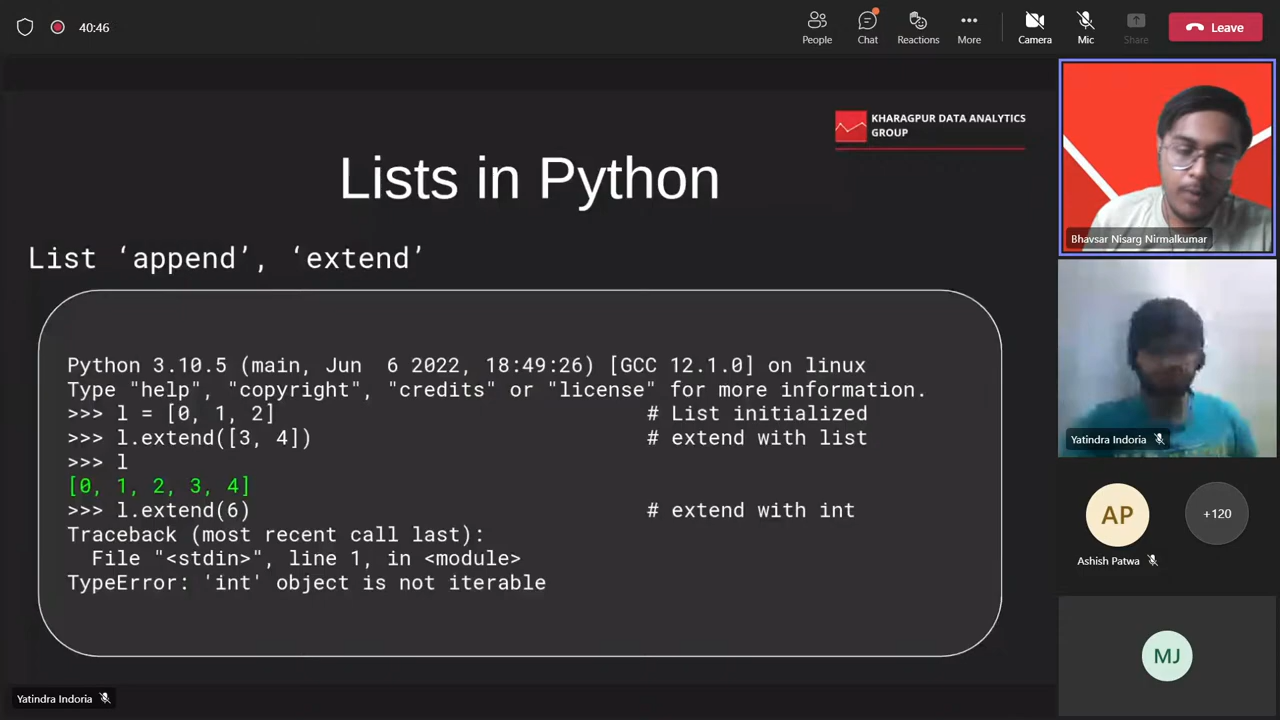 40:46
People
Chat
Reactions
More
Camera
Mic
Share
Leave
KHARAGPUR DATA ANALYTICS
GROUP
Lists in Python
List ‘append’, ‘extend’
Python 3.10.5 (main, Jun  6 2022, 18:49:26) [GCC 12.1.0] on linux
Type "help", "copyright", "credits" or "license" for more information.
>>> l = [0, 1, 2] # List initialized
>>> l.extend([3, 4]) # extend with list
>>> l
[0, 1, 2, 3, 4]
>>> l.extend(6) # extend with int
Traceback (most recent call last):
  File "<stdin>", line 1, in <module>
TypeError: 'int' object is not iterable
Bhavsar Nisarg Nirmalkumar
Yatindra Indoria
AP
+120
Ashish Patwa
MJ
Yatindra Indoria